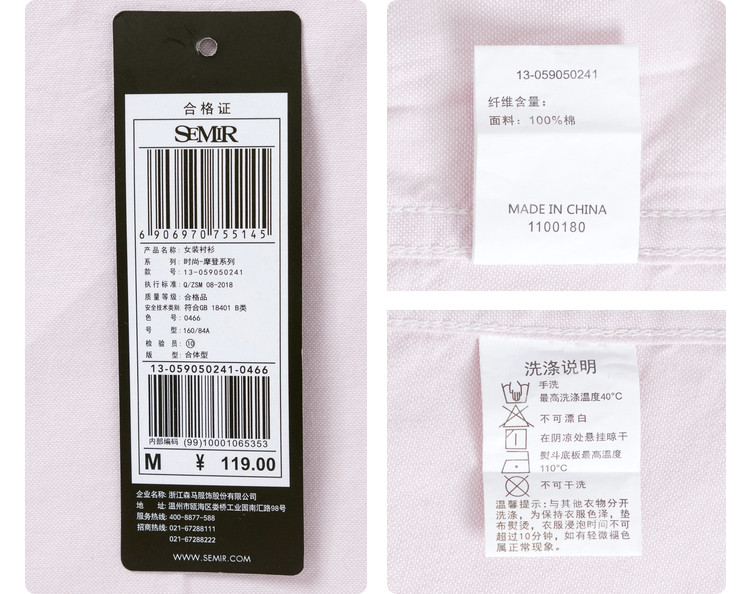 合格证
SEMIR
6 906970 755145
产品名称: 女装衬衫
系 列: 时尚-摩登系列
款 号: 13-059050241
执行标准: Q/ZSM 08-2018
质量等级: 合格品
安全技术类别: 符合GB 18401 B类
色 号: 0466
号 型: 160/84A
检 验 员: ⑩
版 型: 合体型
13-059050241-0466
内部编码 (99)10001065353
M ¥ 119.00
企业名称: 浙江森马服饰股份有限公司
地 址: 温州市瓯海区娄桥工业园南汇路98号
服务热线: 400-8877-588
招商热线: 021-67288111
021-67288222
WWW.SEMIR.COM
13-059050241
纤维含量:
面料: 100%棉
MADE IN CHINA
1100180
洗涤说明
手洗
最高洗涤温度40℃
不可漂白
在阴凉处悬挂晾干
熨斗底板最高温度
110℃
不可干洗
温馨提示: 与其他衣物分开
洗涤, 为保持衣服色泽, 垫
布熨烫, 衣服浸泡时间不可
超过10分钟, 如有轻微褪色
属正常现象。